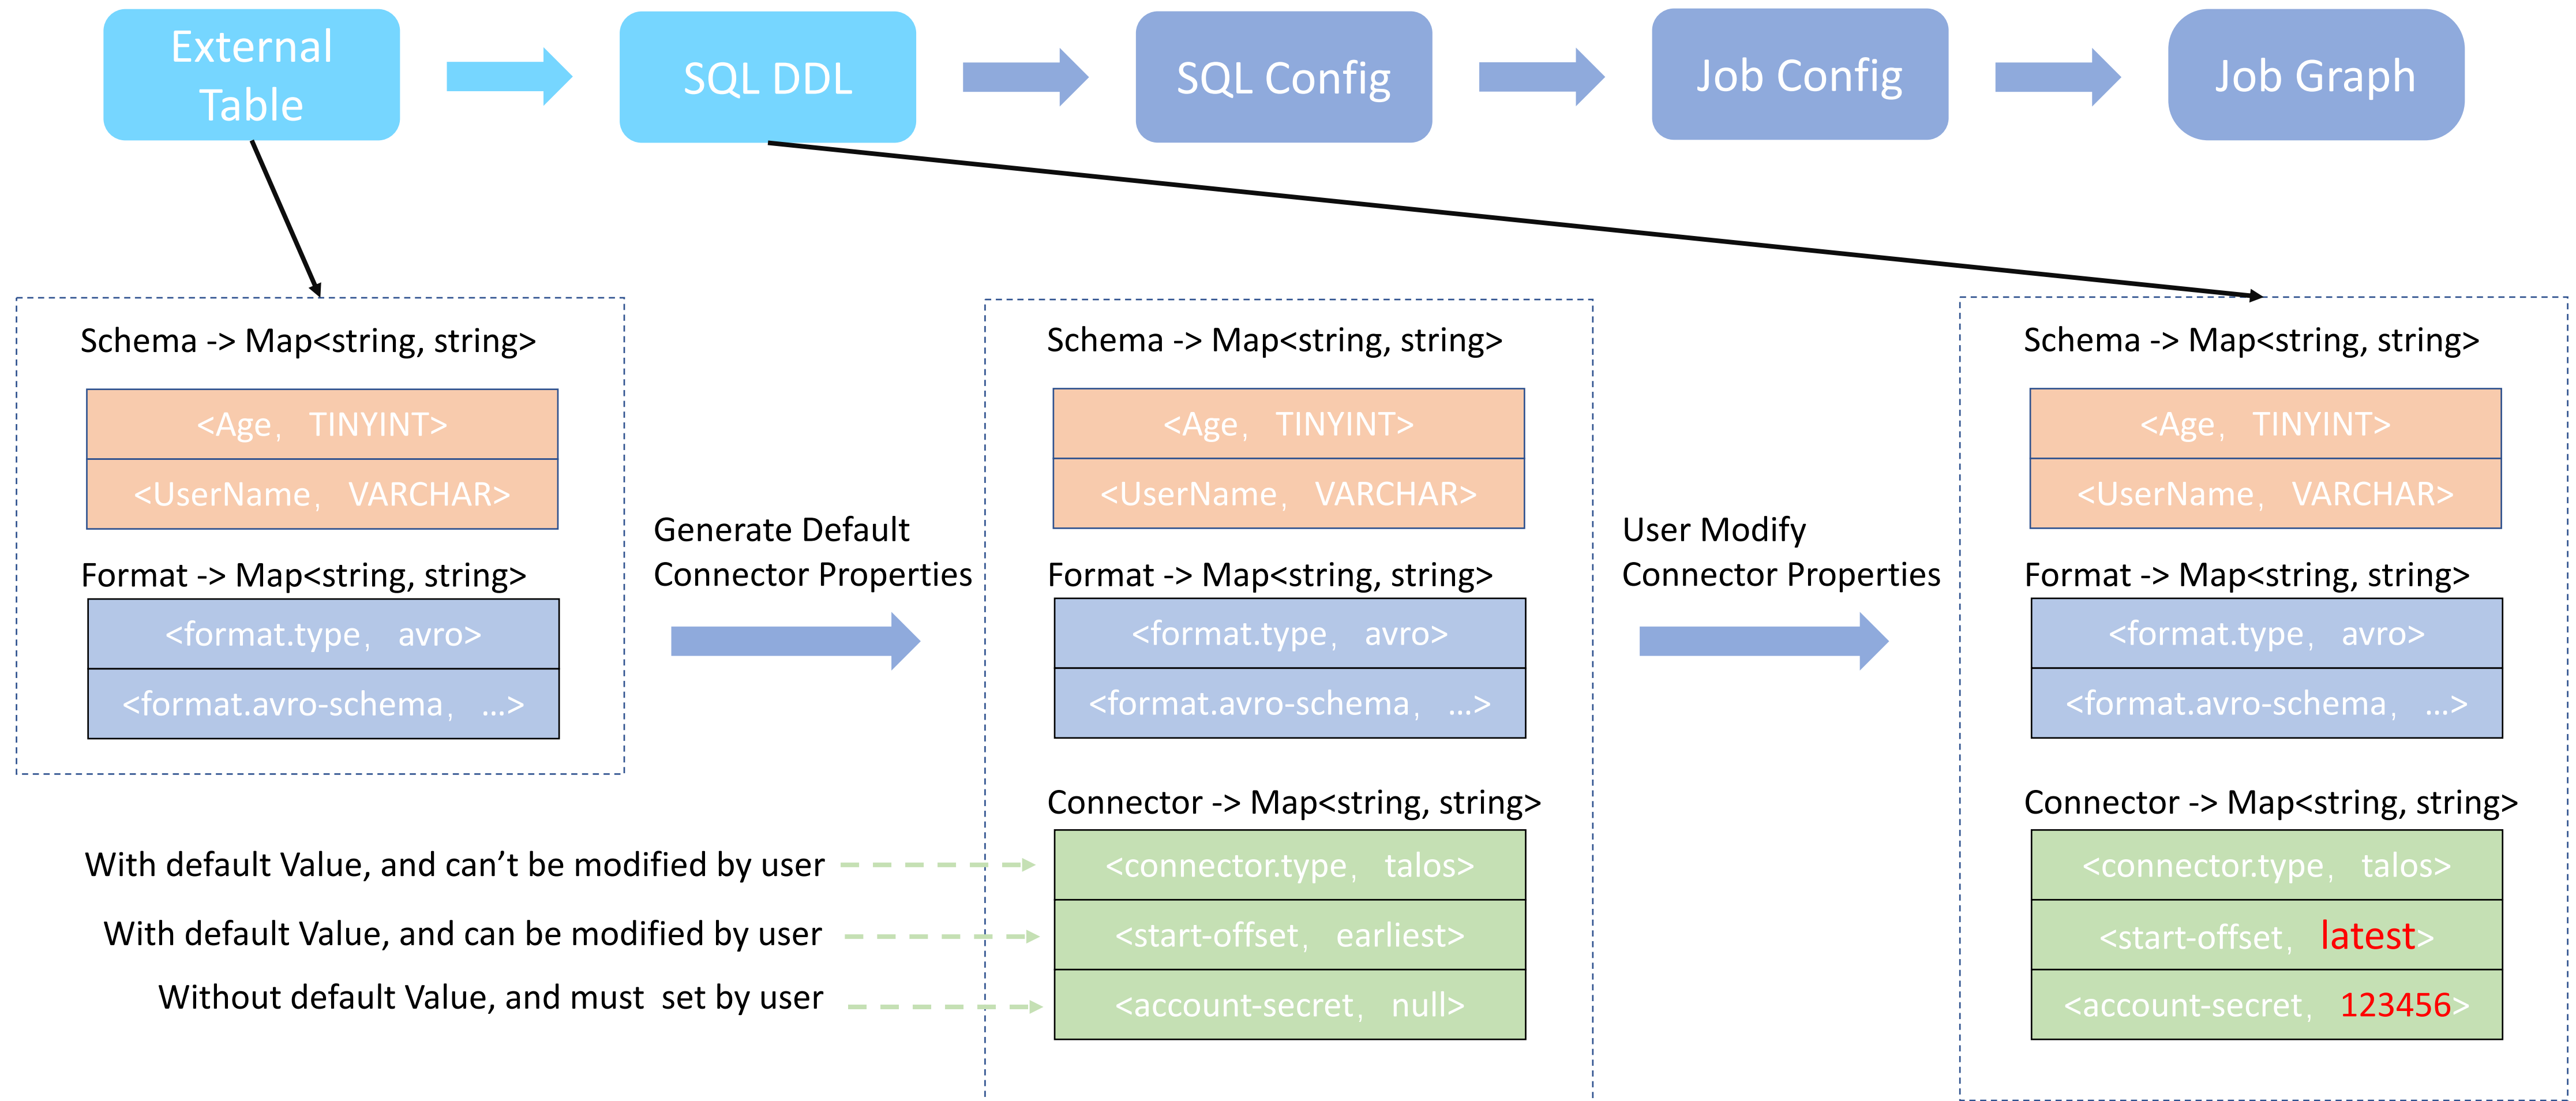 External
Table
SQL DDL
SQL Config
Job Config
Job Graph
Schema -> Map<string, string>
<Age， TINYINT>
<UserName， VARCHAR>
Format -> Map<string, string>
<format.type， avro>
<format.avro-schema， ...>
Generate Default
Connector Properties
With default Value, and can’t be modified by user
With default Value, and can be modified by user
Without default Value, and must  set by user
Schema -> Map<string, string>
<Age， TINYINT>
<UserName， VARCHAR>
Format -> Map<string, string>
<format.type， avro>
<format.avro-schema， ...>
Connector -> Map<string, string>
<connector.type， talos>
<start-offset， earliest>
<account-secret， null>
User Modify
Connector Properties
Schema -> Map<string, string>
<Age， TINYINT>
<UserName， VARCHAR>
Format -> Map<string, string>
<format.type， avro>
<format.avro-schema， ...>
Connector -> Map<string, string>
<connector.type， talos>
<start-offset， latest>
<account-secret， 123456>